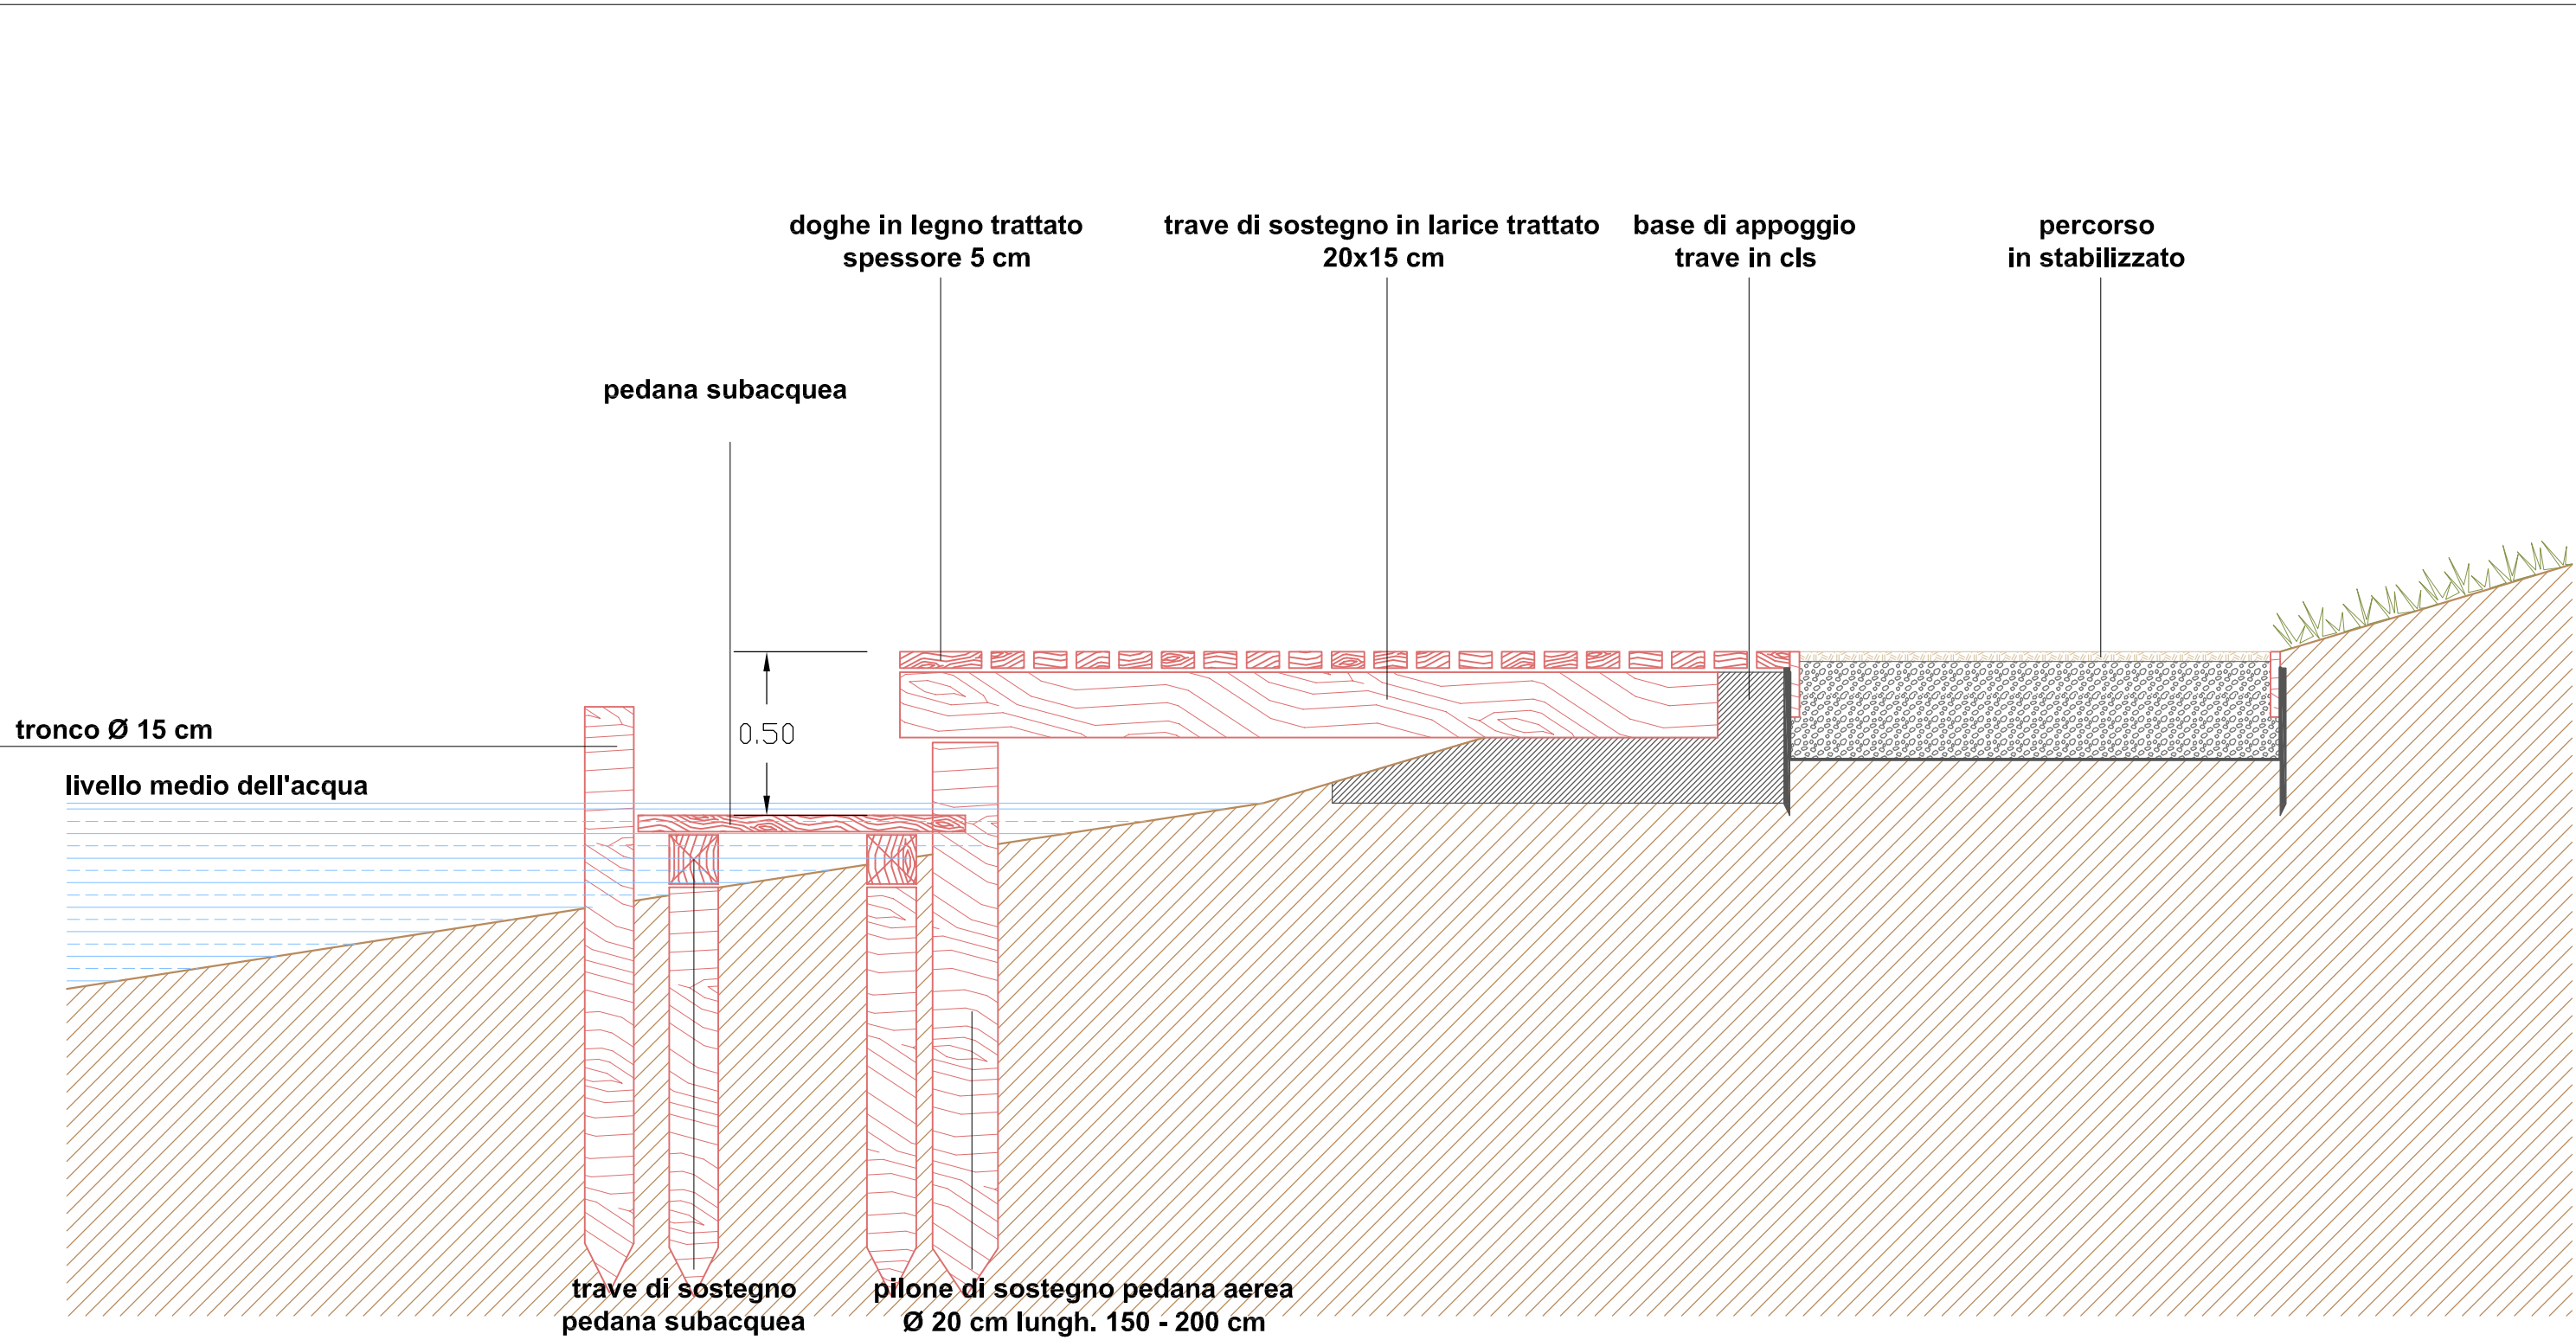 doghe in legno trattato
spessore 5 cm
trave di sostegno in larice trattato
20x15 cm
base di appoggio
trave in cls
percorso
in stabilizzato
pedana subacquea
0.50
tronco Ø 15 cm
livello medio dell'acqua
trave di sostegno
pedana subacquea
pilone di sostegno pedana aerea
Ø 20 cm lungh. 150 - 200 cm